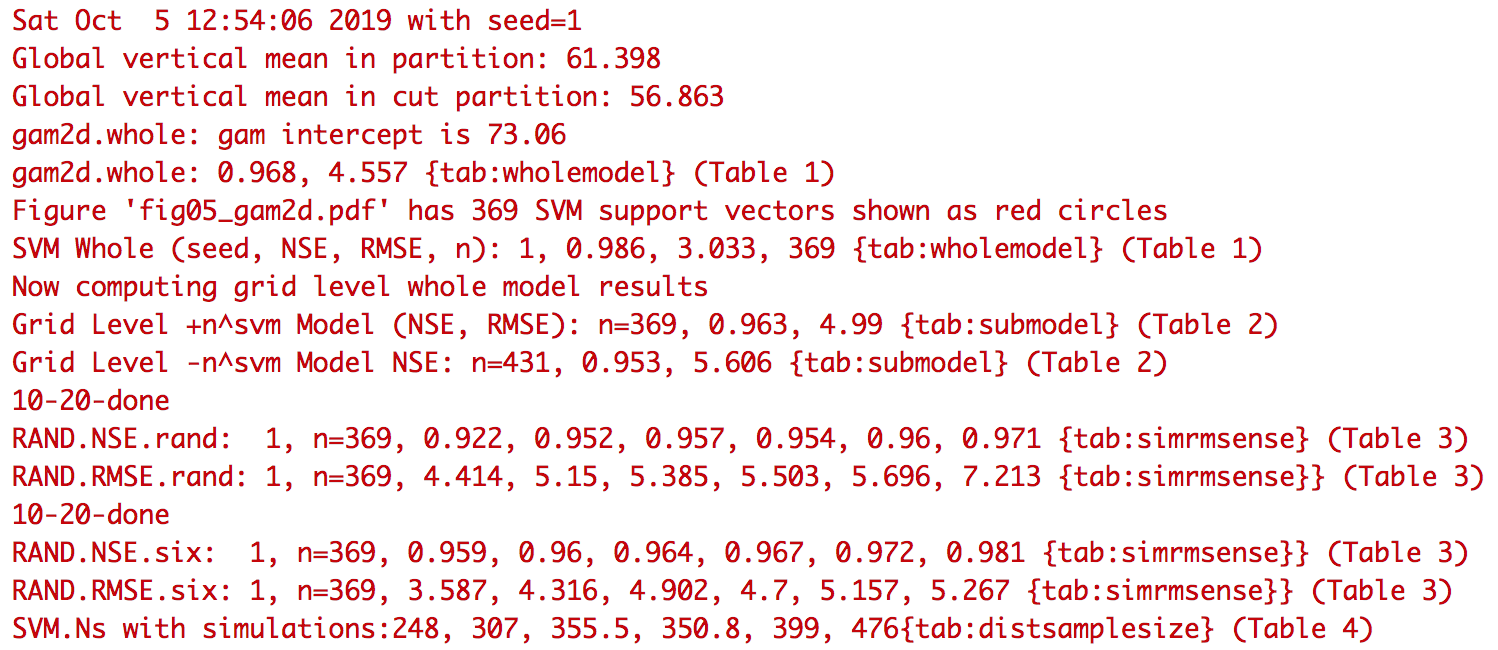 Sat Oct  5 12:54:06 2019 with seed=1
Global vertical mean in partition: 61.398
Global vertical mean in cut partition: 56.863
gam2d.whole: gam intercept is 73.06
gam2d.whole: 0.968, 4.557 {tab:wholemodel} (Table 1)
Figure 'fig05_gam2d.pdf' has 369 SVM support vectors shown as red circles
SVM Whole (seed, NSE, RMSE, n): 1, 0.986, 3.033, 369 {tab:wholemodel} (Table 1)
Now computing grid level whole model results
Grid Level +n^svm Model (NSE, RMSE): n=369, 0.963, 4.99 {tab:submodel} (Table 2)
Grid Level -n^svm Model NSE: n=431, 0.953, 5.606 {tab:submodel} (Table 2)
10-20-done
RAND.NSE.rand:  1, n=369, 0.922, 0.952, 0.957, 0.954, 0.96, 0.971 {tab:simrmsense} (Table 3)
RAND.RMSE.rand: 1, n=369, 4.414, 5.15, 5.385, 5.503, 5.696, 7.213 {tab:simrmsense}} (Table 3)
10-20-done
RAND.NSE.six:  1, n=369, 0.959, 0.96, 0.964, 0.967, 0.972, 0.981 {tab:simrmsense}} (Table 3)
RAND.RMSE.six: 1, n=369, 3.587, 4.316, 4.902, 4.7, 5.157, 5.267 {tab:simrmsense}} (Table 3)
SVM.Ns with simulations:248, 307, 355.5, 350.8, 399, 476{tab:distsamplesize} (Table 4)